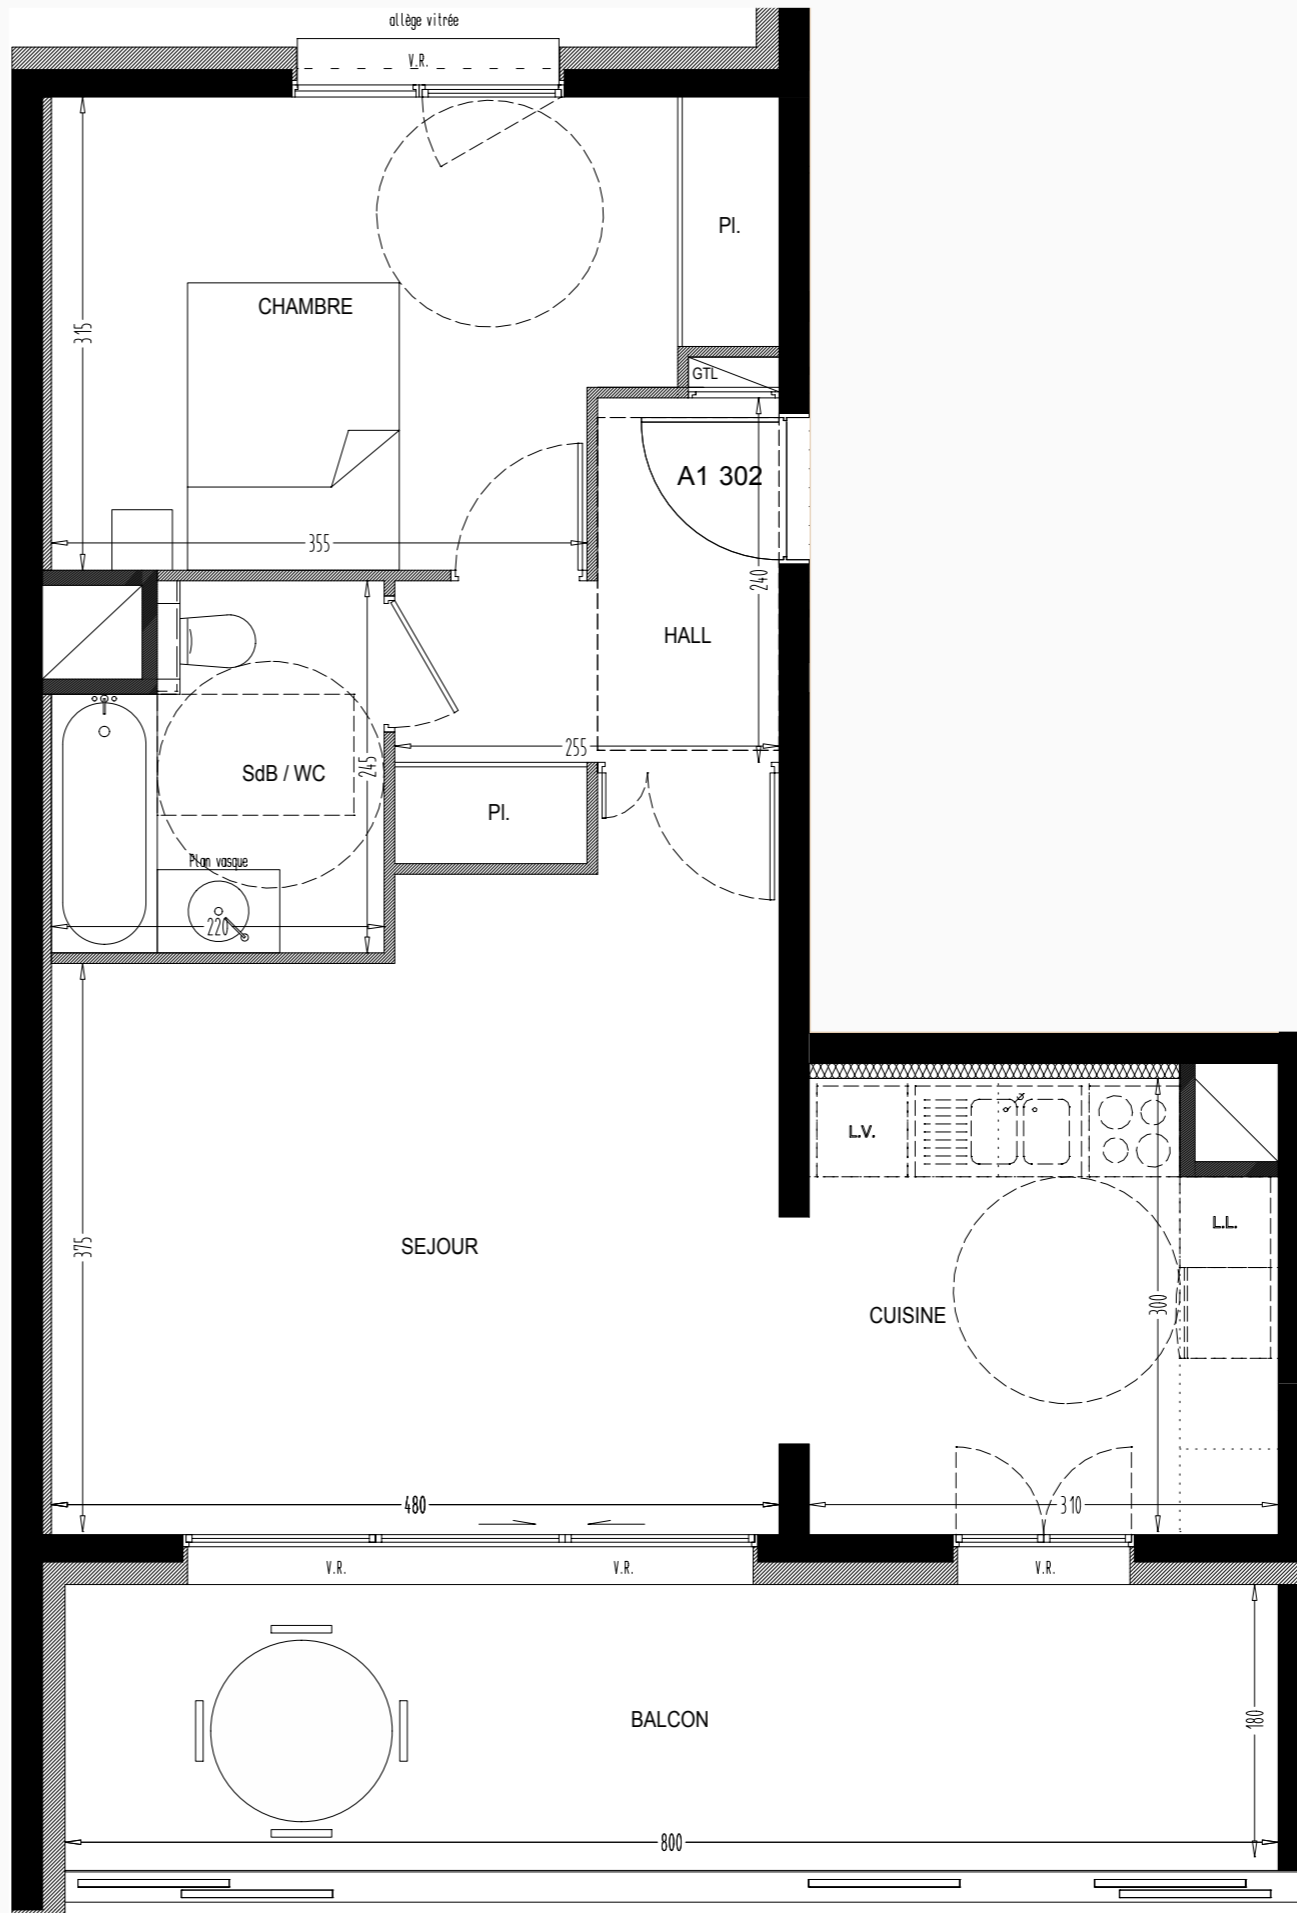 allège vitrée
V.R.
Pl.
CHAMBRE
315
GTL
A1 302
355
240
HALL
255
SdB / WC
245
Pl.
Plan vasque
220
L.V.
L.L.
375
SEJOUR
300
CUISINE
480
310
V.R.
V.R.
V.R.
BALCON
180
800